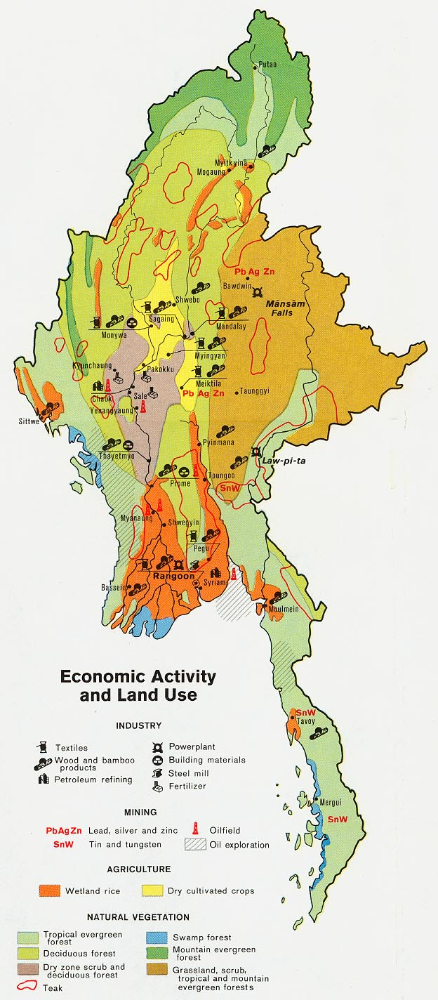 Putao
Myitkyinā
Mogaung
Pb Ag Zn
Bawdwin
Mānsām
Falls
Shwebo
Sagaing
Mandalay
Monywa
Myingyan
Kyunchaung
Pakokku
Meiktila
Chauk
Sale
Pb Ag Zn
Taunggyi
Yenangyaung
Sittwe
Pyinmana
Thayetmyo
Law-pi-ta
Toungoo
Prome
SnW
Myanaung
Shwegyin
Pegu
Rangoon
Syriam
Bassein
Moulmein
Economic Activity
and Land Use
SnW
Tavoy
INDUSTRY
Textiles
Powerplant
Wood and bamboo
products
Building materials
Steel mill
Petroleum refining
Fertilizer
Mergui
MINING
SnW
PbAgZn Lead, silver and zinc
Oilfield
SnW Tin and tungsten
Oil exploration
AGRICULTURE
Wetland rice
Dry cultivated crops
NATURAL VEGETATION
Tropical evergreen
forest
Swamp forest
Deciduous forest
Mountain evergreen
forest
Dry zone scrub and
deciduous forest
Grassland, scrub,
tropical and mountain
evergreen forests
Teak